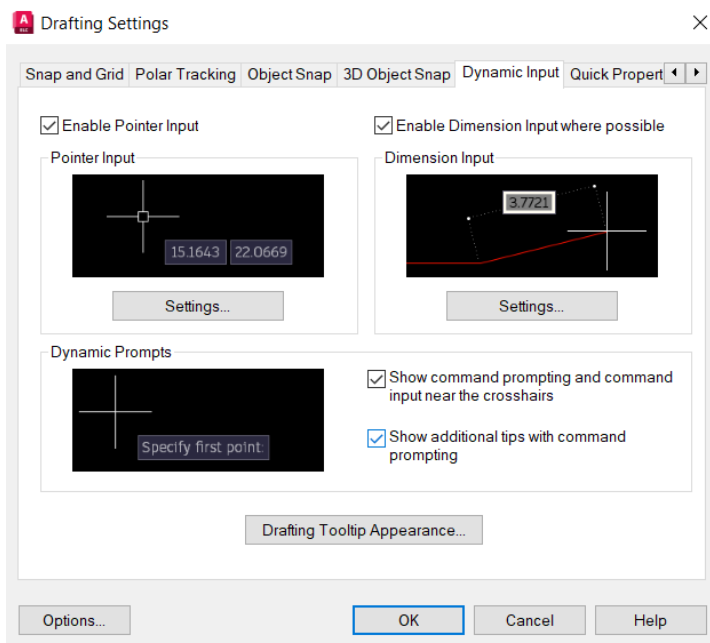 Drafting Settings
Snap and Grid Polar Tracking Object Snap 3D Object Snap Dynamic Input Quick Propert
Enable Pointer Input
Enable Dimension Input where possible
Pointer Input
Dimension Input
15.1643 22.0669
3.7721
Settings...
Settings...
Dynamic Prompts
Specify first point:
Show command prompting and command
input near the crosshairs
Show additional tips with command
prompting
Drafting Tooltip Appearance...
Options...
OK
Cancel
Help